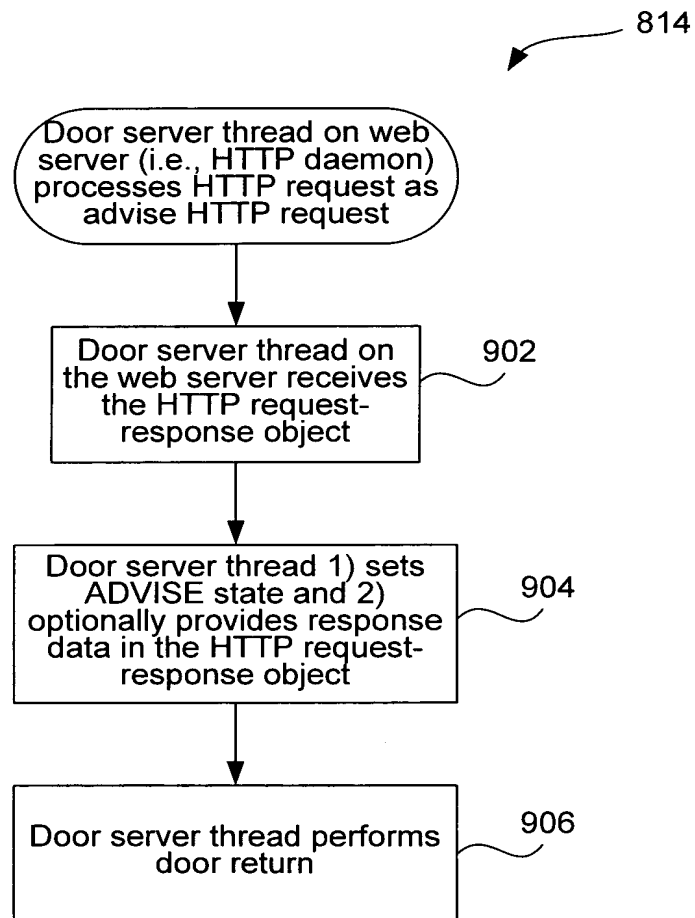 814
Door server thread on web
server (i.e., HTTP daemon)
processes HTTP request as
advise HTTP request
Door server thread on
the web server receives
the HTTP request-
response object
902
Door server thread 1) sets
ADVISE state and 2)
optionally provides response
data in the HTTP request-
response object
904
Door server thread performs
door return
906